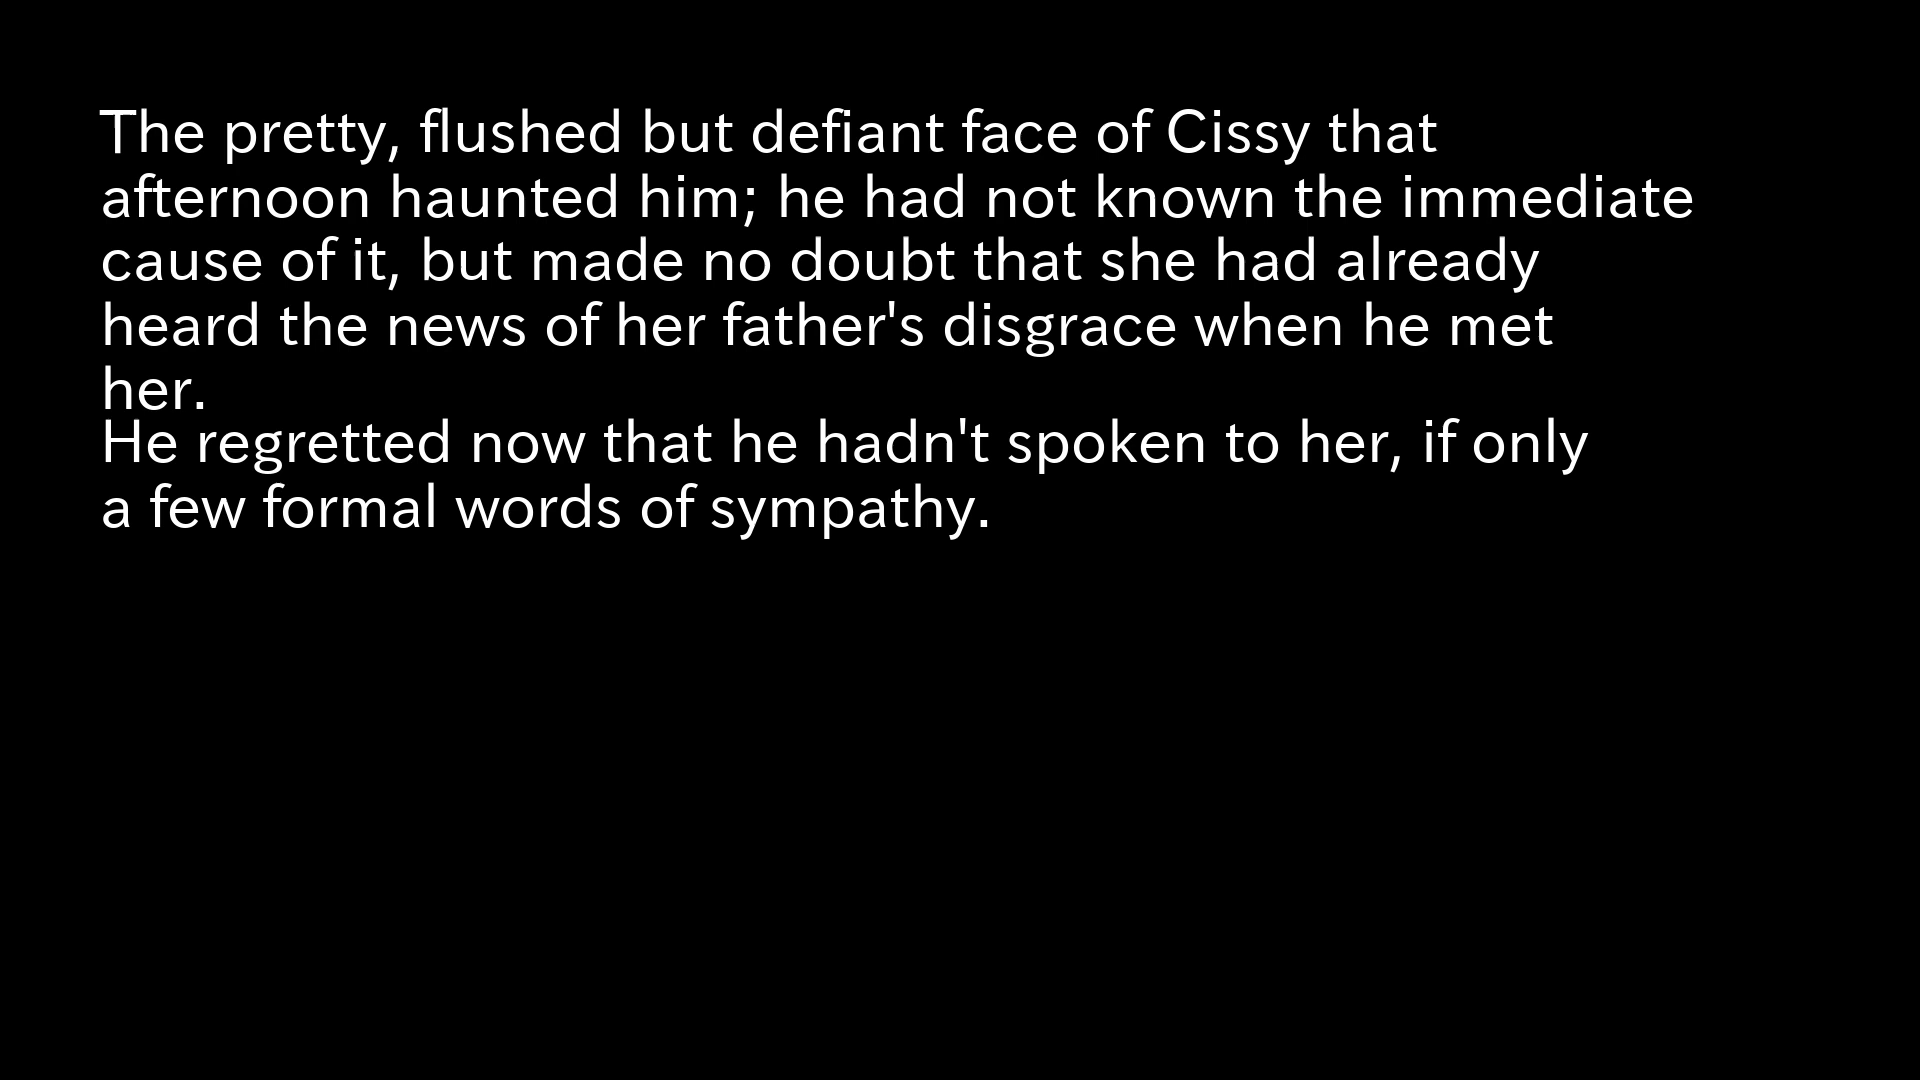 The pretty, flushed but defiant face of Cissy that
afternoon haunted him; he had not known the immediate
cause of it, but made no doubt that she had already
heard the news of her father's disgrace when he met
her.
He regretted now that he hadn't spoken to her, if only
a few formal words of sympathy.